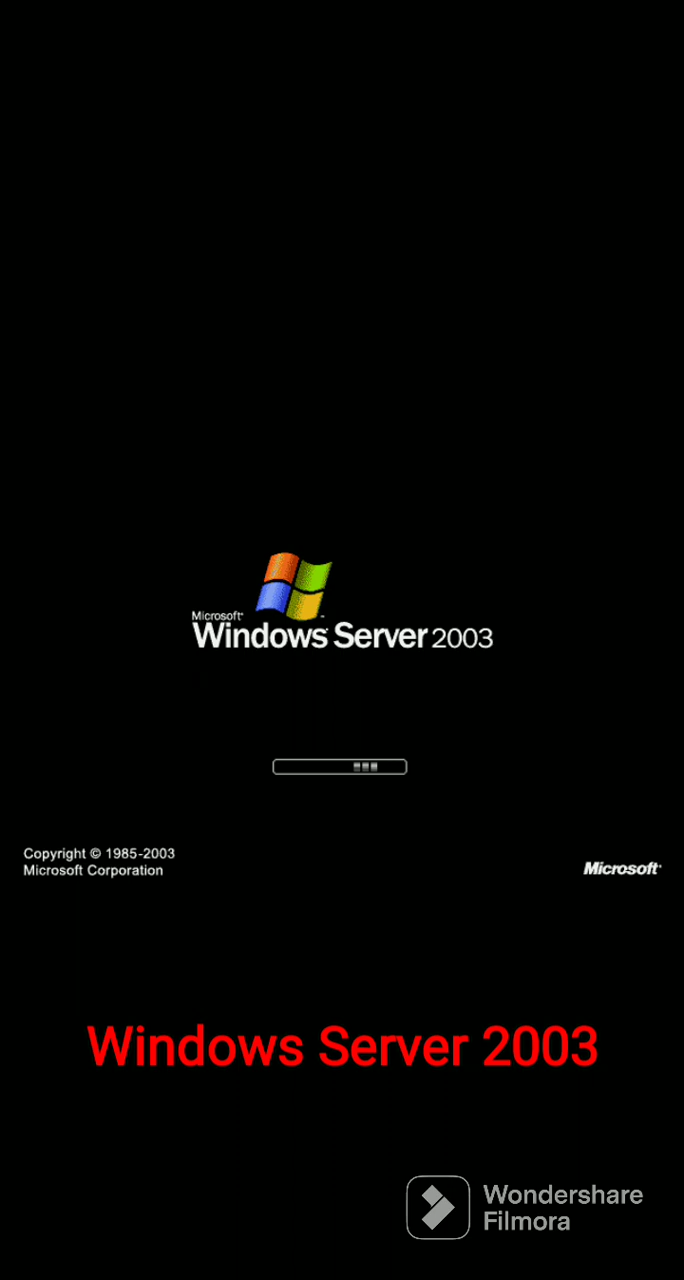 Microsoft
Windows Server 2003
Copyright © 1985-2003
Microsoft Corporation
Microsoft
Windows Server 2003
Wondershare
Filmora